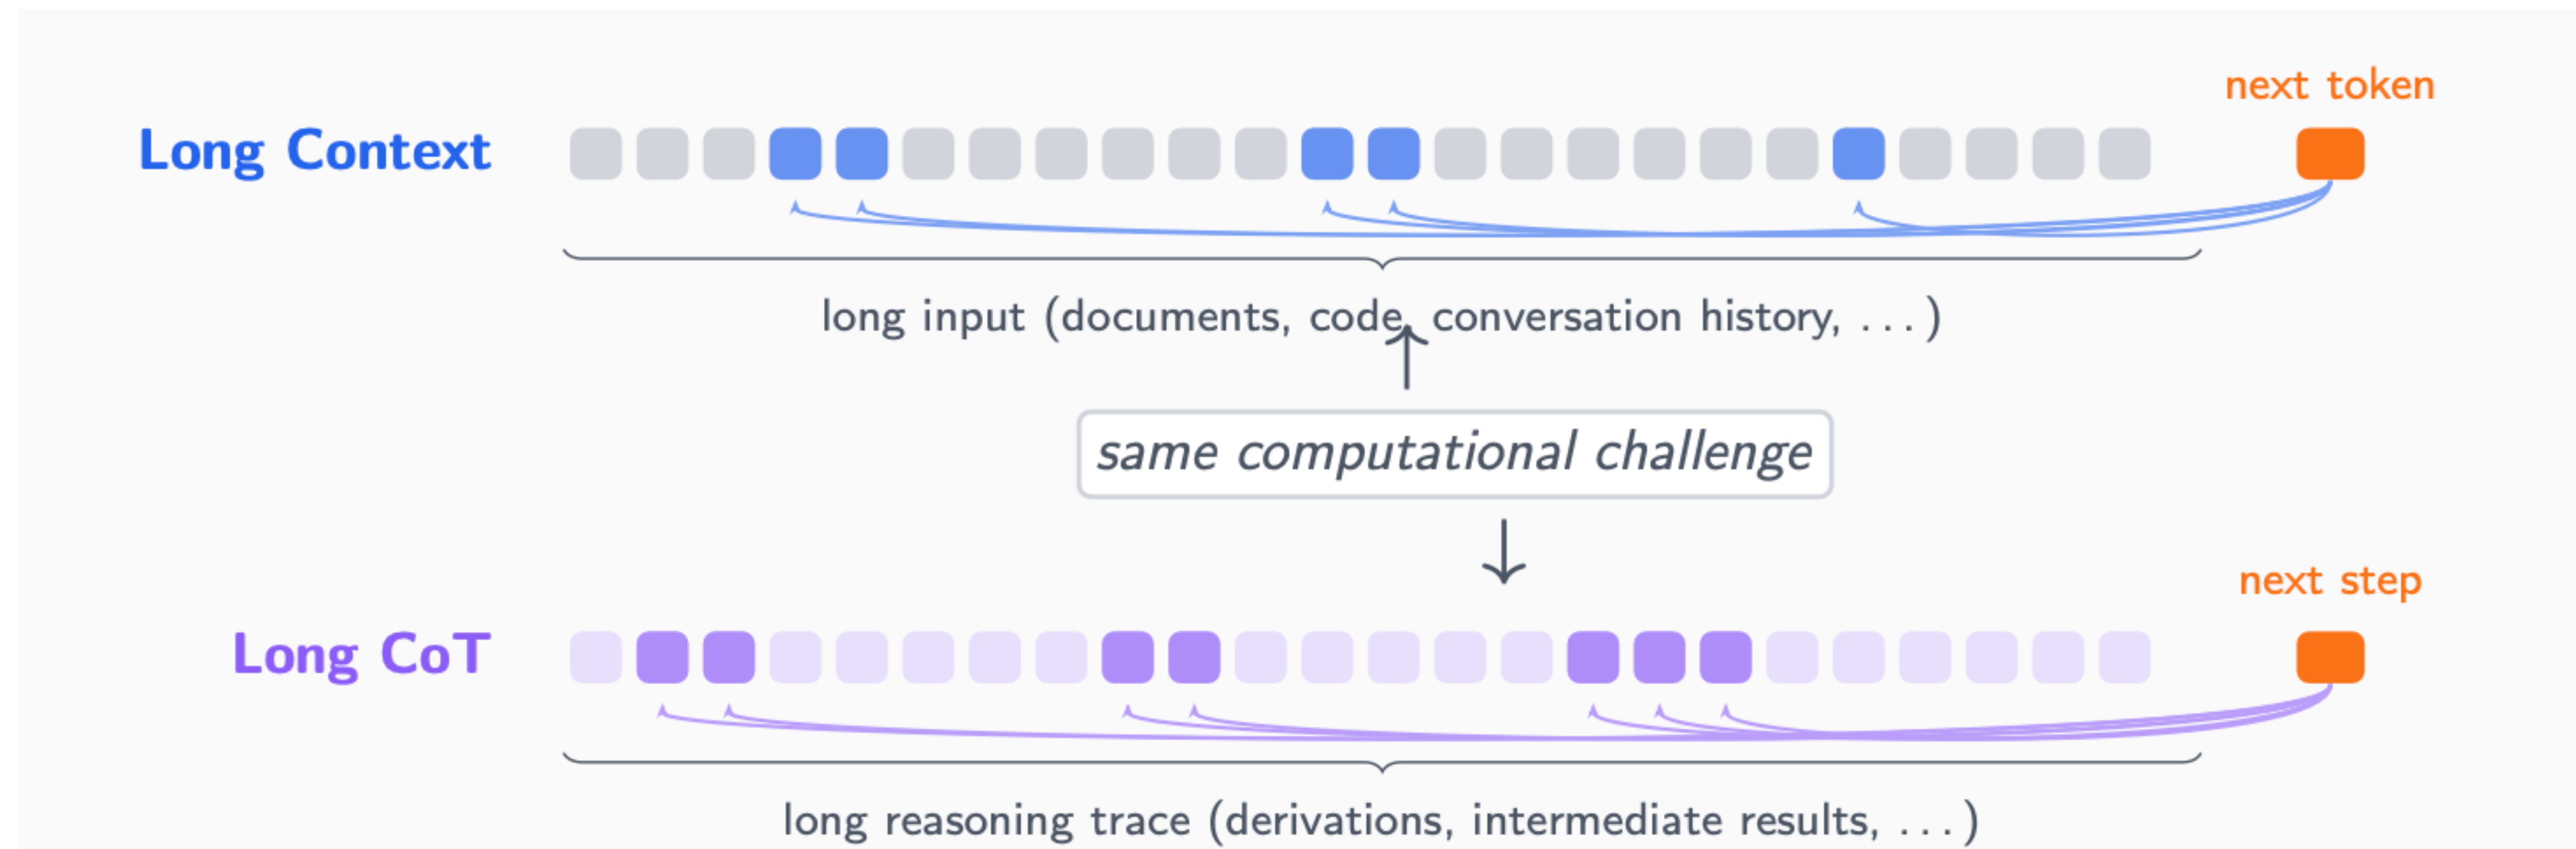 next token
Long Context
long input (documents, code, conversation history, ...)
same computational challenge
next step
Long CoT
long reasoning trace (derivations, intermediate results, ...)